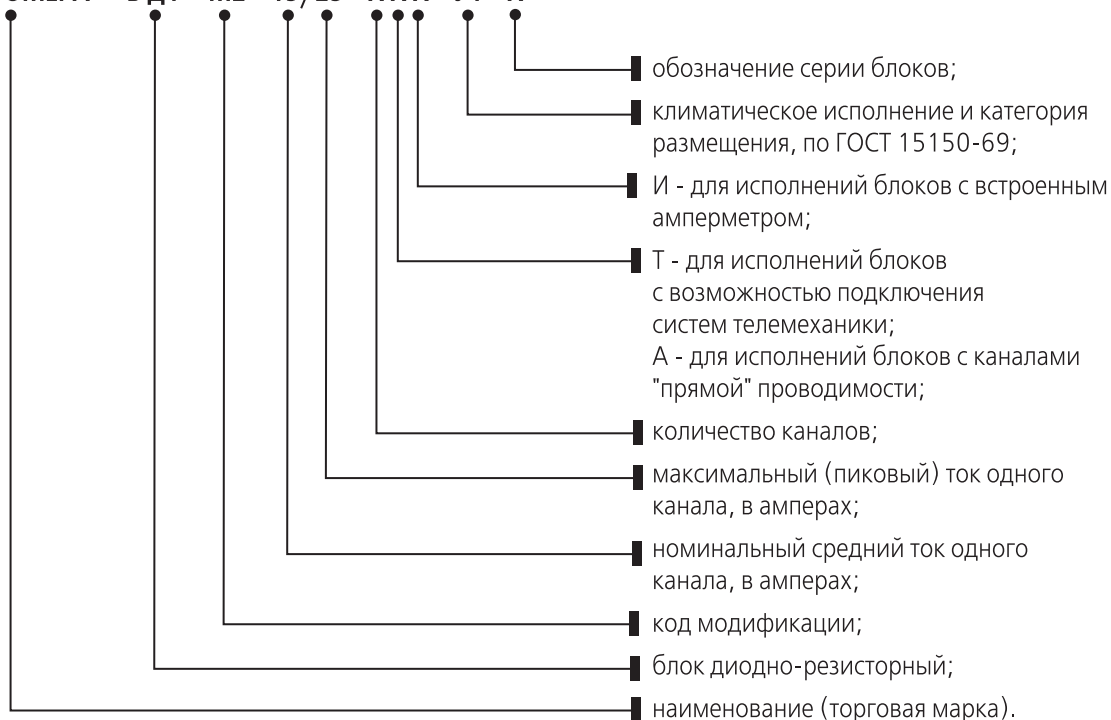 обозначение серии блоков;
климатическое исполнение и категория
размещения, по ГОСТ 15150-69;
И - для исполнений блоков с встроенным
амперметром;
Т - для исполнений блоков
с возможностью подключения
систем телемеханики;
А - для исполнений блоков с каналами
"прямой" проводимости;
количество каналов;
максимальный (пиковый) ток одного
канала, в амперах;
номинальный средний ток одного
канала, в амперах;
код модификации;
блок диодно-резисторный;
наименование (торговая марка).